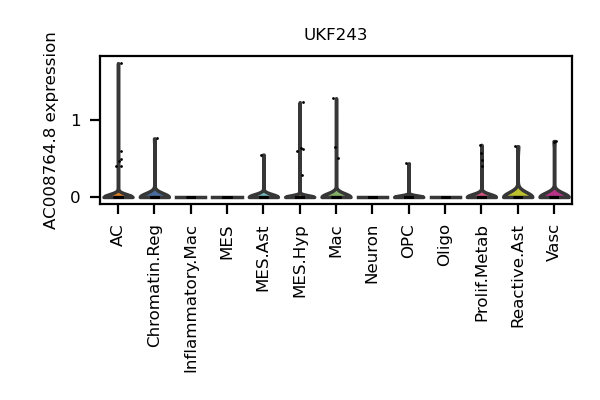 UKF243
AC008764.8 expression
1
0
AC
Chromatin.Reg
Inflammatory.Mac
MES
MES.Ast
MES.Hyp
Mac
Neuron
OPC
Oligo
Prolif.Metab
Reactive.Ast
Vasc